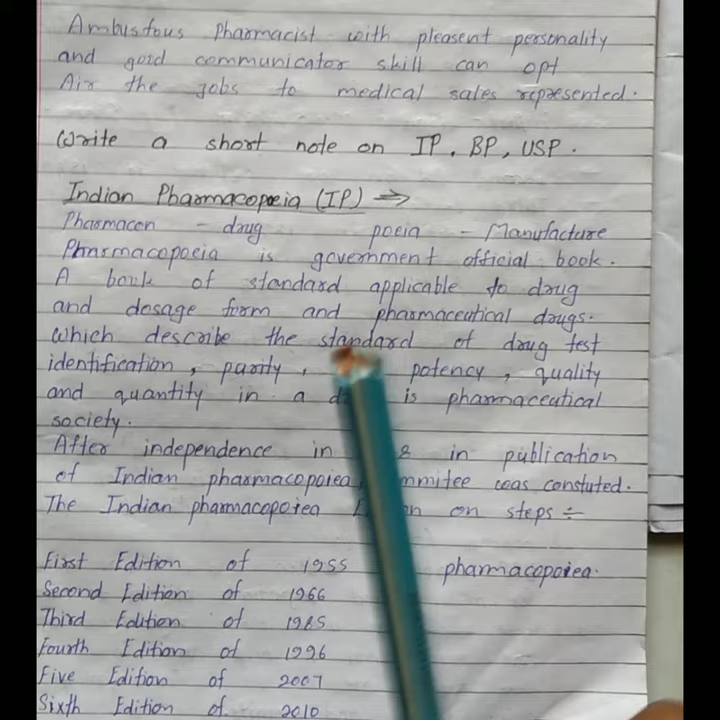 Ambustous Pharmacist with pleasent personality
and good communicator skill can opt
Air the jobs to medical sales represented.
Write a short note on IP, BP, USP.
Indian Pharmacopoeia (IP) ⇒
Pharmacon - drug poeia - Manufacture
Pharmacopoeia is government official book.
A book of standard applicable to drug
and dosage form and pharmaceutical drugs.
which describe the standard of drug test
identification, parity, potency, quality
and quantity in a is pharmaceutical
society.
After independence in in publication
of Indian pharmacopoiea, was constuted.
The Indian pharmacopoiea on steps ÷
First Edition of 1955 pharmacopoiea.
Second Edition of 1966
Third Edition of 1985
Fourth Edition of 1996
Five Edition of 2007
Sixth Edition of 2010